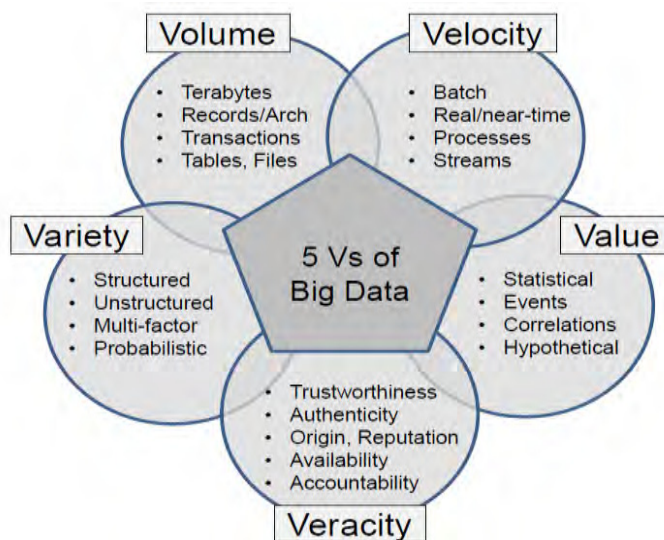 Volume
• Terabytes
• Records/Arch
• Transactions
• Tables, Files
Velocity
• Batch
• Real/near-time
• Processes
• Streams
Variety
• Structured
• Unstructured
• Multi-factor
• Probabilistic
5 Vs of
Big Data
Value
• Statistical
• Events
• Correlations
• Hypothetical
• Trustworthiness
• Authenticity
• Origin, Reputation
• Availability
• Accountability
Veracity